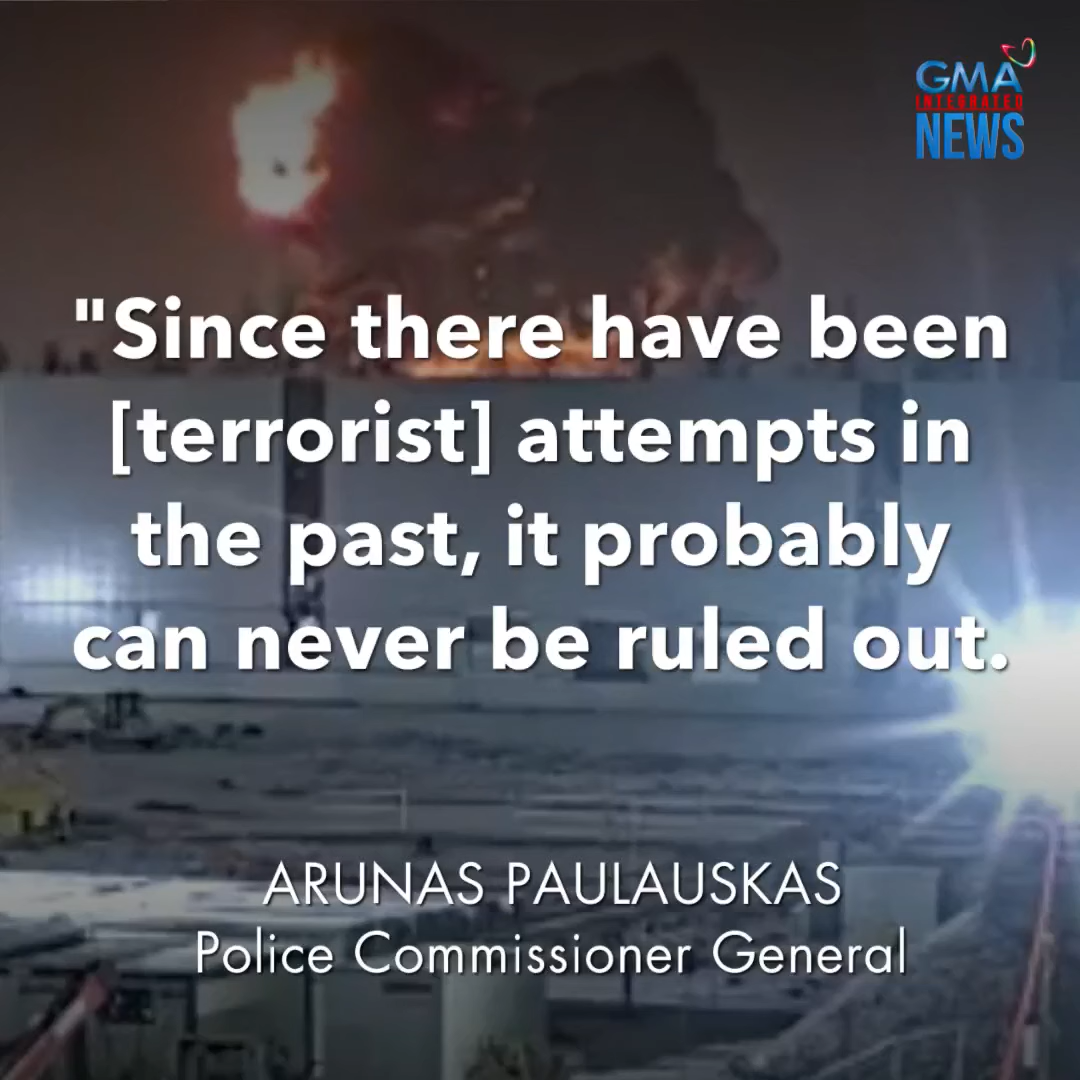 GMA
INTEGRATED
NEWS
"Since there have been
[terrorist] attempts in
the past, it probably
can never be ruled out.
ARUNAS PAULAUSKAS
Police Commissioner General